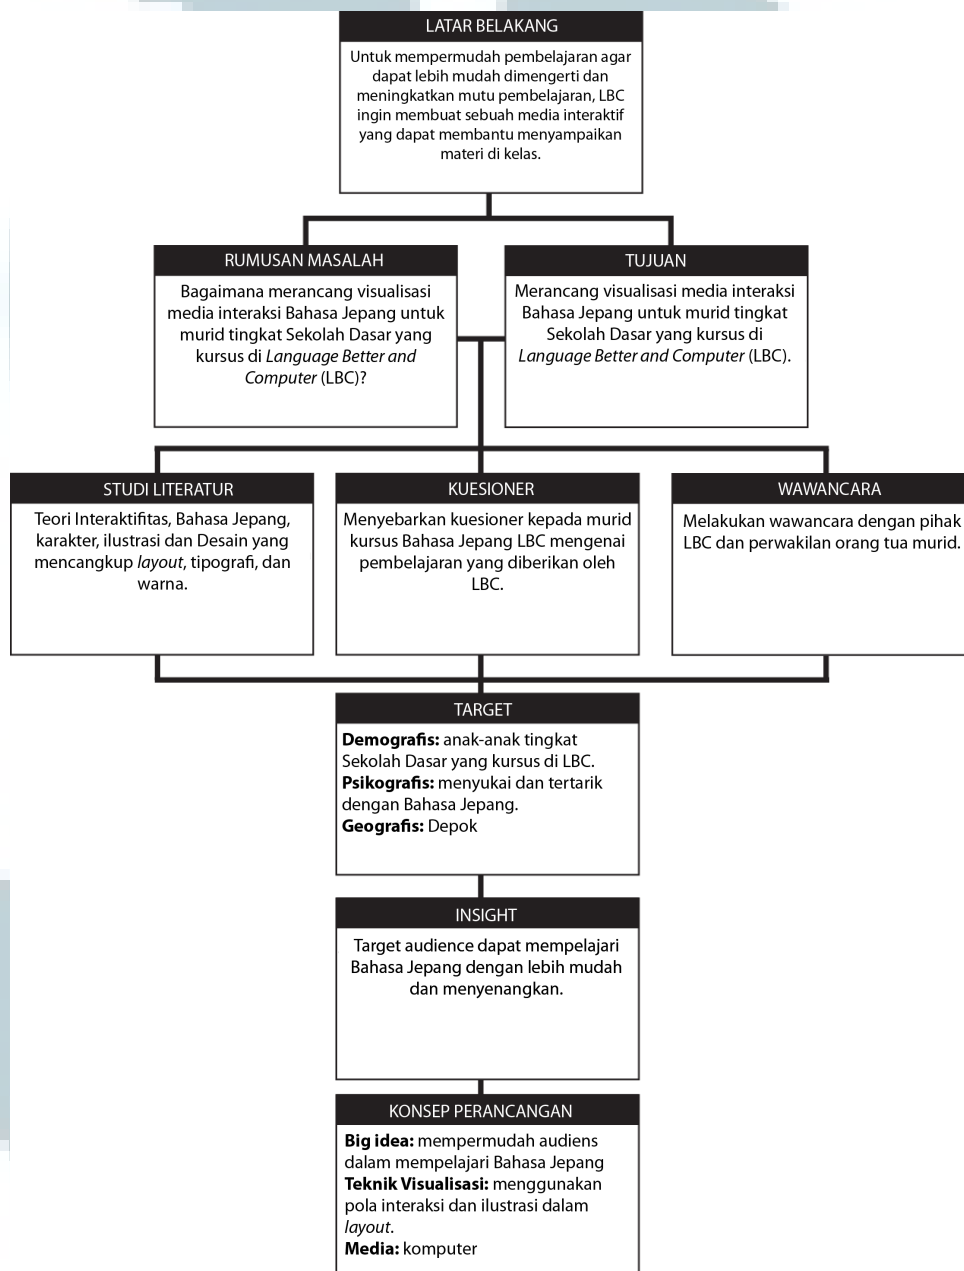 LATAR BELAKANG
Untuk mempermudah pembelajaran agar
dapat lebih mudah dimengerti dan
meningkatkan mutu pembelajaran, LBC
ingin membuat sebuah media interaktif
yang dapat membantu menyampaikan
materi di kelas.
RUMUSAN MASALAH
Bagaimana merancang visualisasi
media interaksi Bahasa Jepang untuk
murid tingkat Sekolah Dasar yang
kursus di Language Better and
Computer (LBC)?
TUJUAN
Merancang visualisasi media interaksi
Bahasa Jepang untuk murid tingkat
Sekolah Dasar yang kursus di
Language Better and Computer (LBC).
STUDI LITERATUR
Teori Interaktifitas, Bahasa Jepang,
karakter, ilustrasi dan Desain yang
mencangkup layout, tipografi, dan
warna.
KUESIONER
Menyebarkan kuesioner kepada murid
kursus Bahasa Jepang LBC mengenai
pembelajaran yang diberikan oleh
LBC.
WAWANCARA
Melakukan wawancara dengan pihak
LBC dan perwakilan orang tua murid.
TARGET
Demografis: anak-anak tingkat
Sekolah Dasar yang kursus di LBC.
Psikografis: menyukai dan tertarik
dengan Bahasa Jepang.
Geografis: Depok
INSIGHT
Target audience dapat mempelajari
Bahasa Jepang dengan lebih mudah
dan menyenangkan.
KONSEP PERANCANGAN
Big idea: mempermudah audiens
dalam mempelajari Bahasa Jepang
Teknik Visualisasi: menggunakan
pola interaksi dan ilustrasi dalam
layout.
Media: komputer